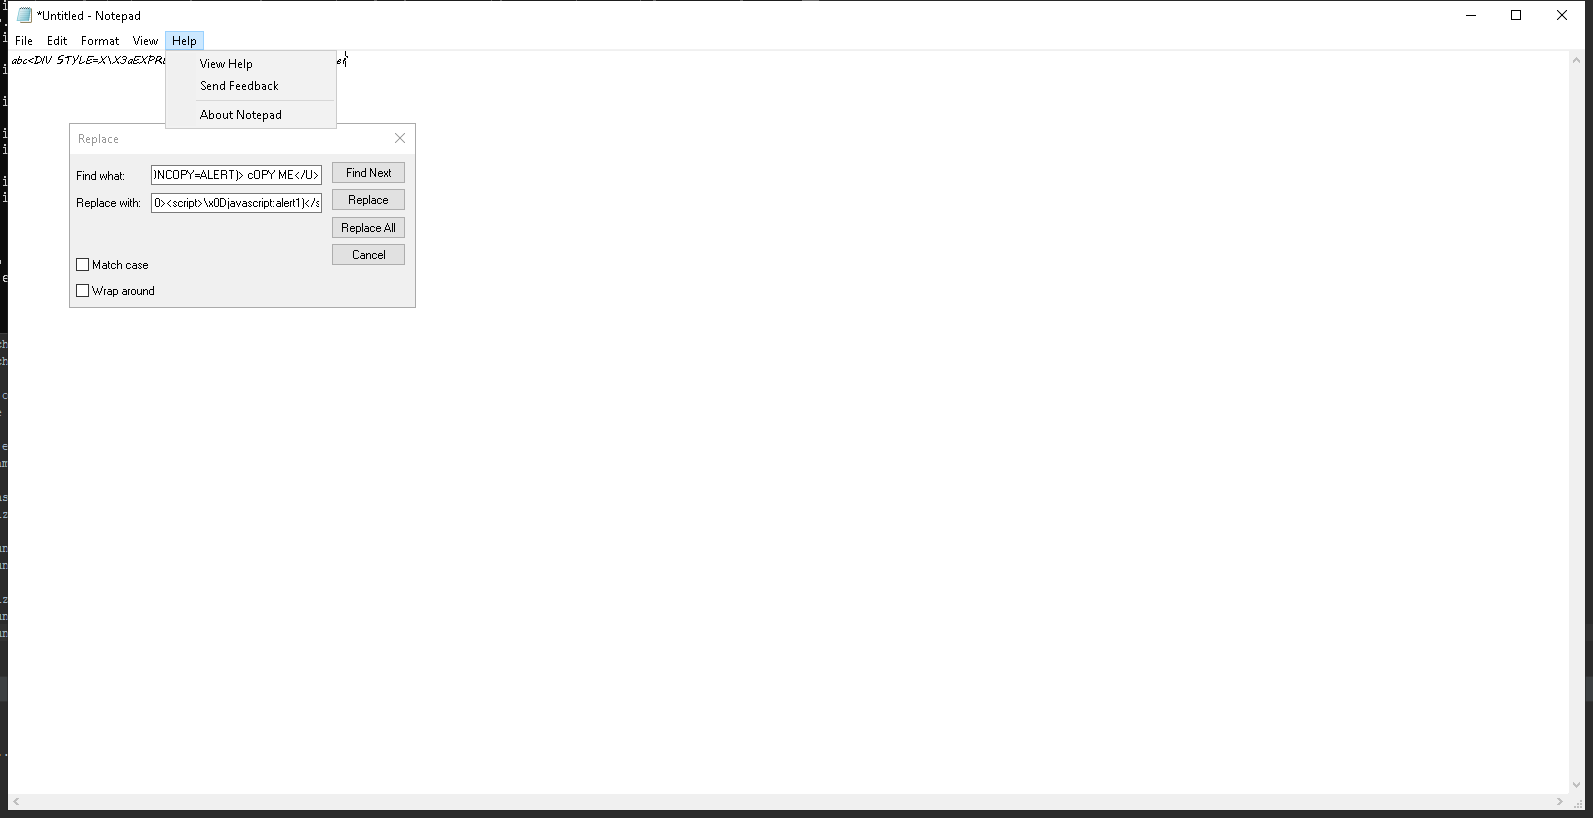 *Untitled - Notepad
File Edit Format View Help
abc<DIV STYLE=X\X3aEXPR
View Help
Send Feedback
About Notepad
Replace
Find what: )NCOPY=ALERT)> cOPY ME</U> Find Next
Replace with: 0><script>\x0Djavascript:alert1)</s Replace
Replace All
Cancel
Match case
Wrap around